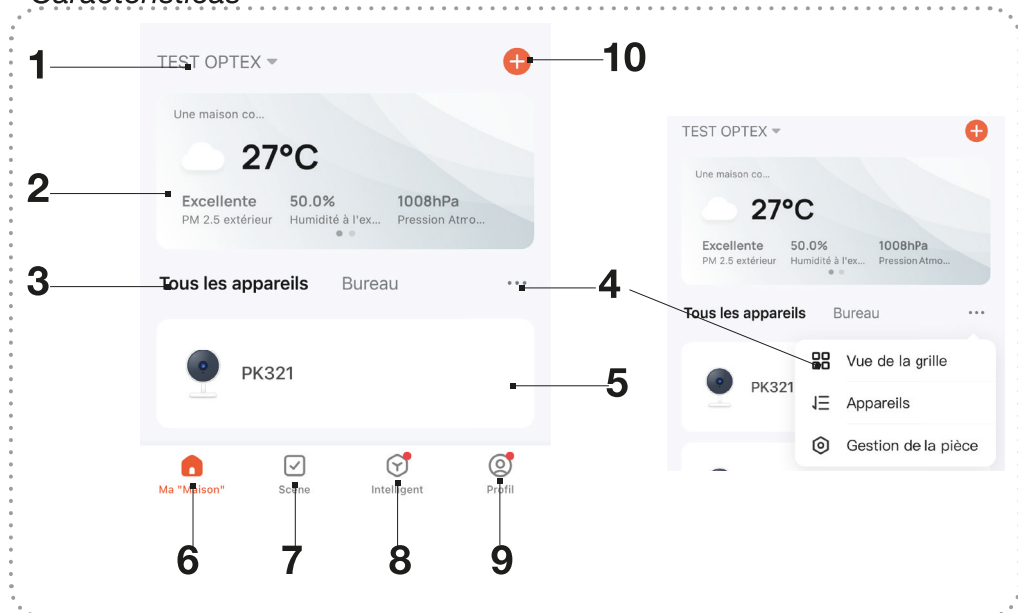 Características
1
TEST OPTEX
10
Une maison co...
27°C
2
Excellente 50.0% 1008hPa
PM 2.5 extérieur Humidité à l'ex... Pression Atmo...
3
Tous les appareils Bureau ...
4
PK321
5
Ma "Maison" Scène Intelligent Profil
6 7 8 9
TEST OPTEX
Une maison co...
27°C
Excellente 50.0% 1008hPa
PM 2.5 extérieur Humidité à l'ex... Pression Atmo...
Tous les appareils Bureau ...
PK321
Vue de la grille
Appareils
Gestion de la pièce